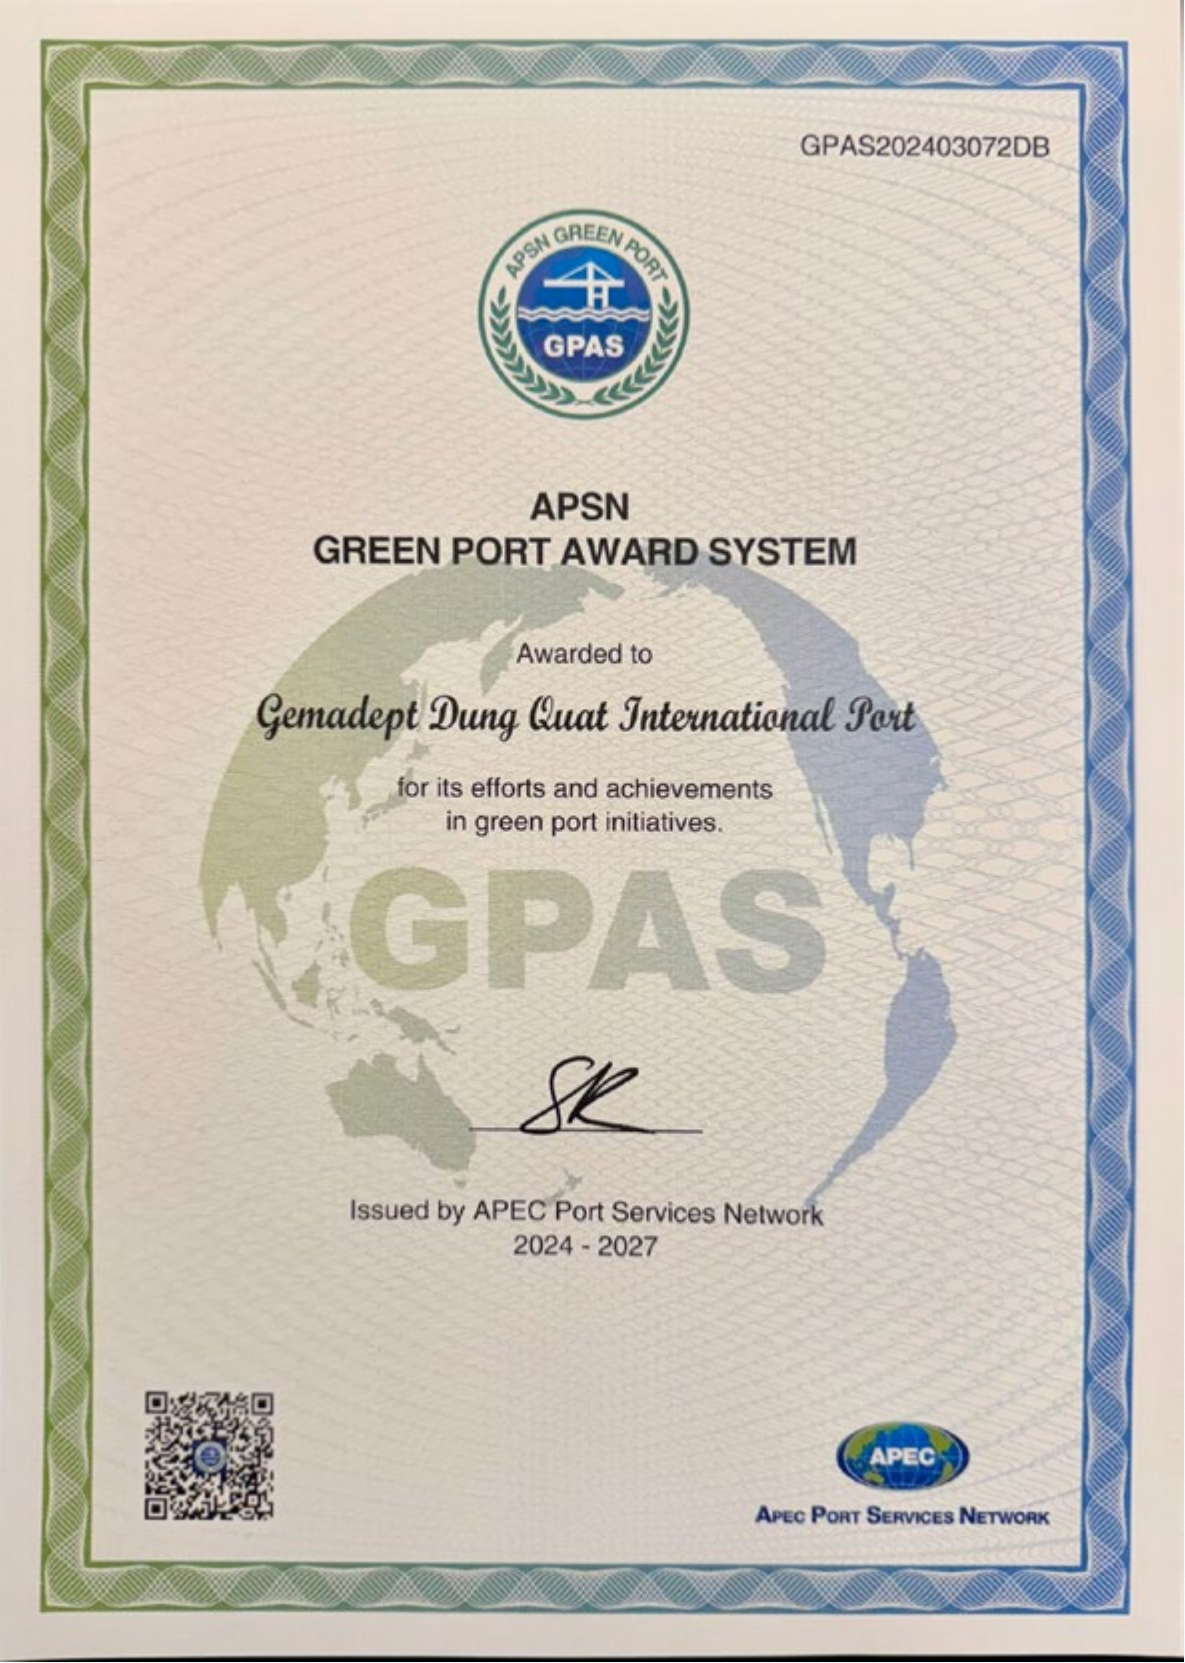 GPAS202403072DB
APSN GREEN PORT
GPAS
APSN
GREEN PORT AWARD SYSTEM
Awarded to
Gemadept Dung Quat International Port
for its efforts and achievements
in green port initiatives.
GPAS
SR
Issued by APEC Port Services Network
2024 - 2027
APEC
APEC PORT SERVICES NETWORK